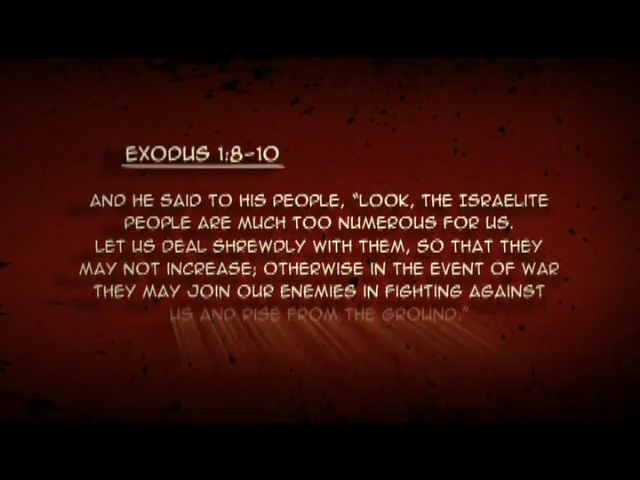 EXODUS 1:8-10
AND HE SAID TO HIS PEOPLE, "LOOK, THE ISRAELITE
PEOPLE ARE MUCH TOO NUMEROUS FOR US.
LET US DEAL SHREWDLY WITH THEM, SO THAT THEY
MAY NOT INCREASE; OTHERWISE IN THE EVENT OF WAR
THEY MAY JOIN OUR ENEMIES IN FIGHTING AGAINST
US AND RISE FROM THE GROUND."